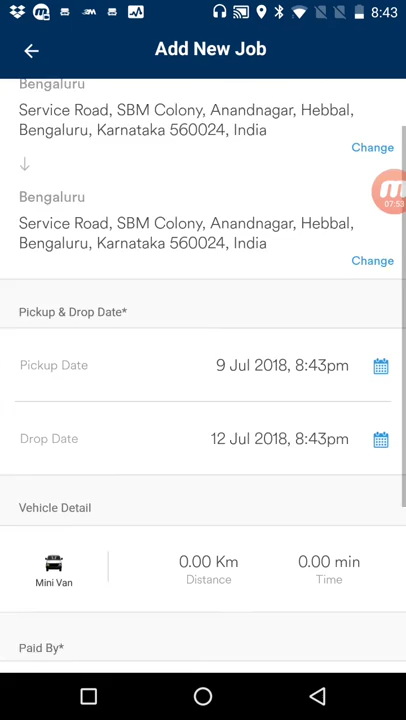 8:43
Add New Job
Bengaluru
Service Road, SBM Colony, Anandnagar, Hebbal,
Bengaluru, Karnataka 560024, India
Change
Bengaluru
07:53
Service Road, SBM Colony, Anandnagar, Hebbal,
Bengaluru, Karnataka 560024, India
Change
Pickup & Drop Date*
Pickup Date 9 Jul 2018, 8:43pm
Drop Date 12 Jul 2018, 8:43pm
Vehicle Detail
0.00 Km 0.00 min
Mini Van Distance Time
Paid By*